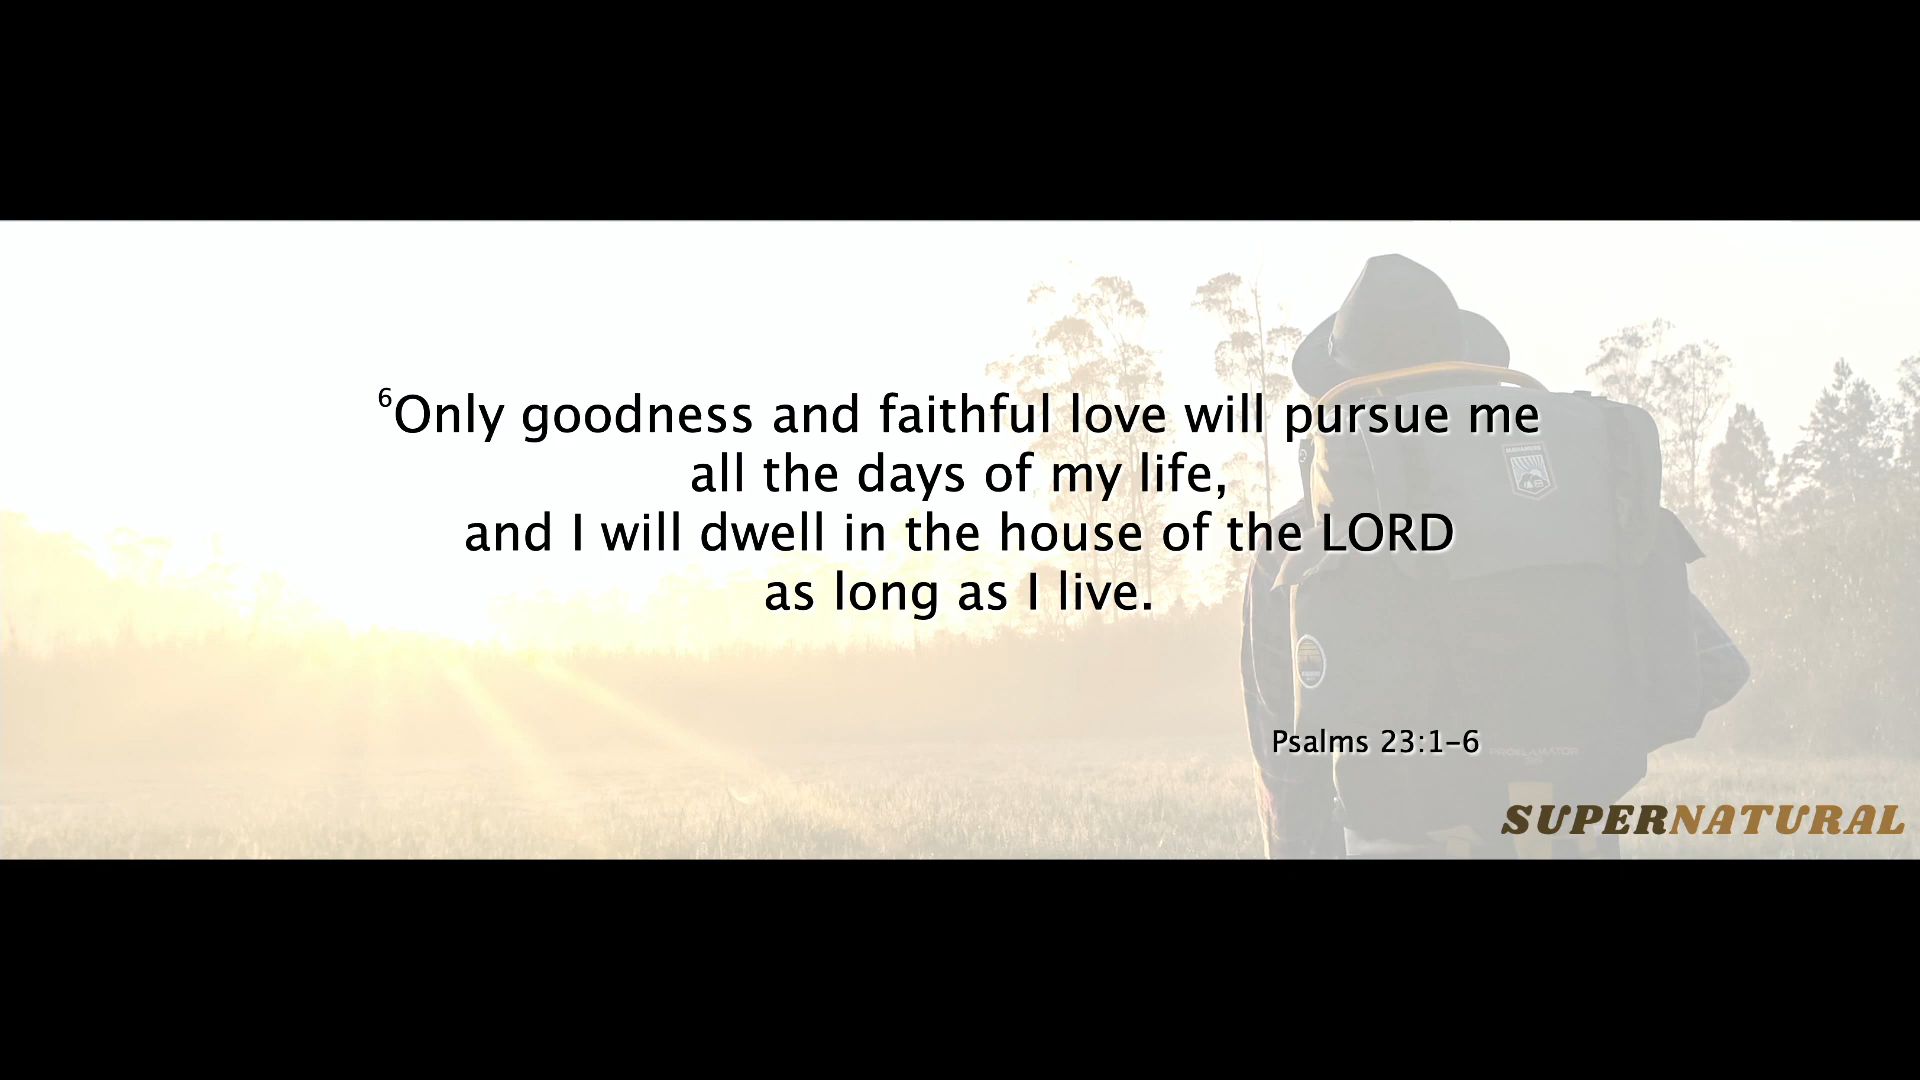 ⁶Only goodness and faithful love will pursue me
all the days of my life,
and I will dwell in the house of the LORD
as long as I live.
Psalms 23:1–6
SUPERNATURAL